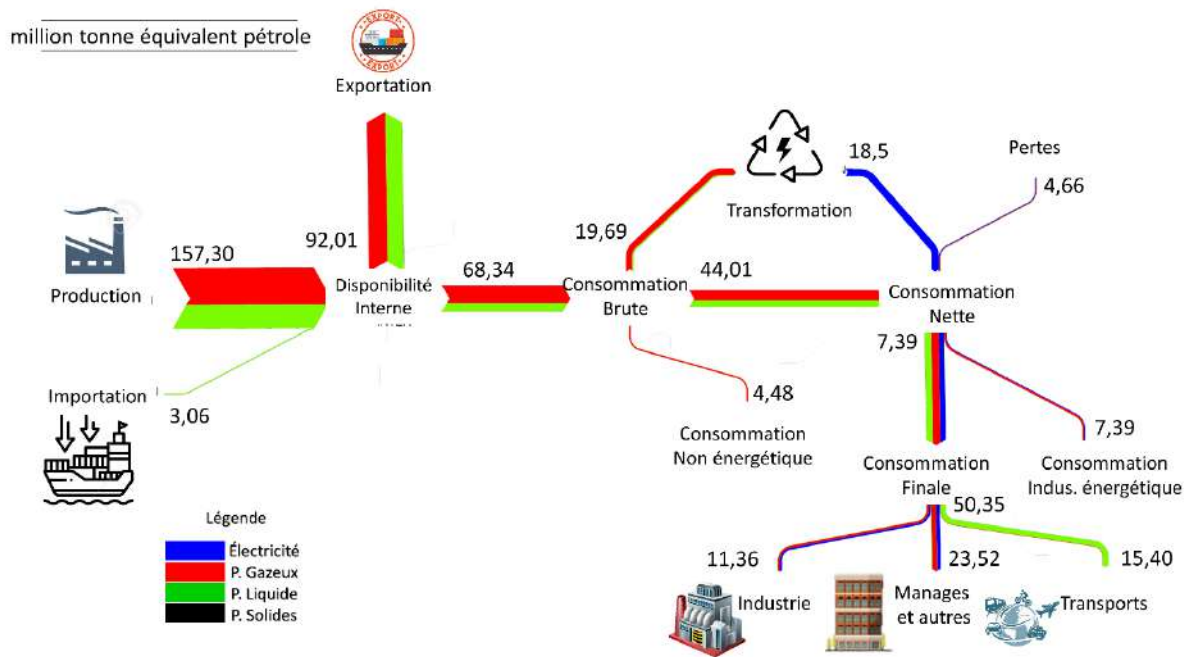 million tonne équivalent pétrole
EXPORT
EXPORT
Exportation
157,30
Production
92,01
Disponibilité
Interne
68,34
Importation
3,06
19,69
Transformation
18,5
Pertes
4,66
Consommation
Brute
44,01
Consommation
Nette
4,48
Consommation
Non énergétique
7,39
7,39
Consommation
Finale
Consommation
Indus. énergétique
50,35
11,36
23,52
15,40
Industrie
Manages
et autres
Transports
Légende
Électricité
P. Gazeux
P. Liquide
P. Solides